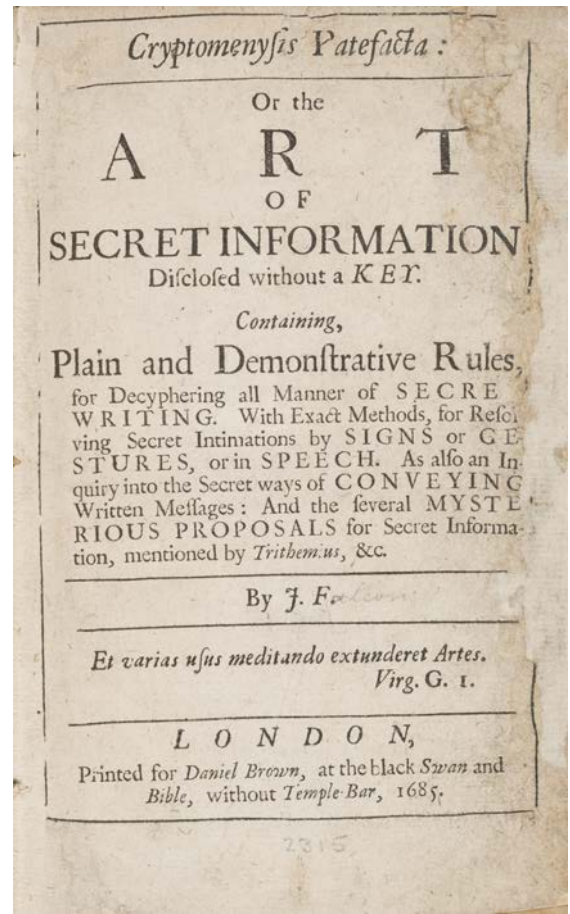 Cryptomenyſis Patefacta:
Or the
A R T
OF
SECRET INFORMATION
Diſcloſed without a KEY.
Containing,
Plain and Demonſtrative Rules,
for Decyphering all Manner of SECRE
WRITING. With Exact Methods, for Reſol
ving Secret Intimations by SIGNS or GE-
STURES, or in SPEECH. As alſo an In-
quiry into the Secret ways of CONVEYING
Written Meſſages: And the ſeveral MYSTE
RIOUS PROPOSALS for Secret Informa-
tion, mentioned by Trithemius, &c.
By J. Falconer
Et varias uſus meditando extunderet Artes.
Virg. G. 1.
L O N D O N,
Printed for Daniel Brown, at the black Swan and
Bible, without Temple-Bar, 1685.
2315